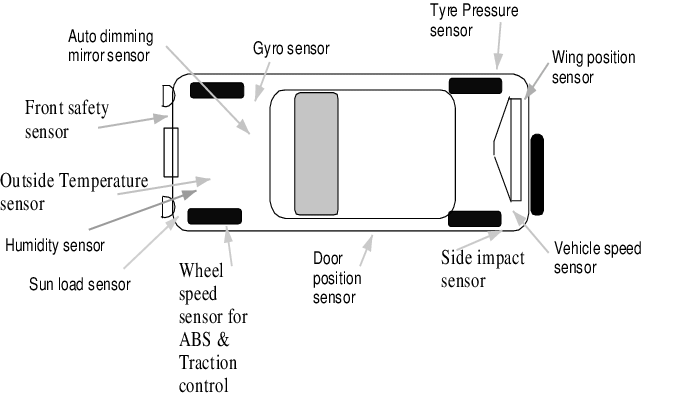 Tyre Pressure
sensor
Auto dimming
mirror sensor
Gyro sensor
Wing position
sensor
Front safety
sensor
Outside Temperature
sensor
Humidity sensor
Sun load sensor
Wheel
speed
sensor for
ABS &
Traction
control
Door
position
sensor
Side impact
sensor
Vehicle speed
sensor